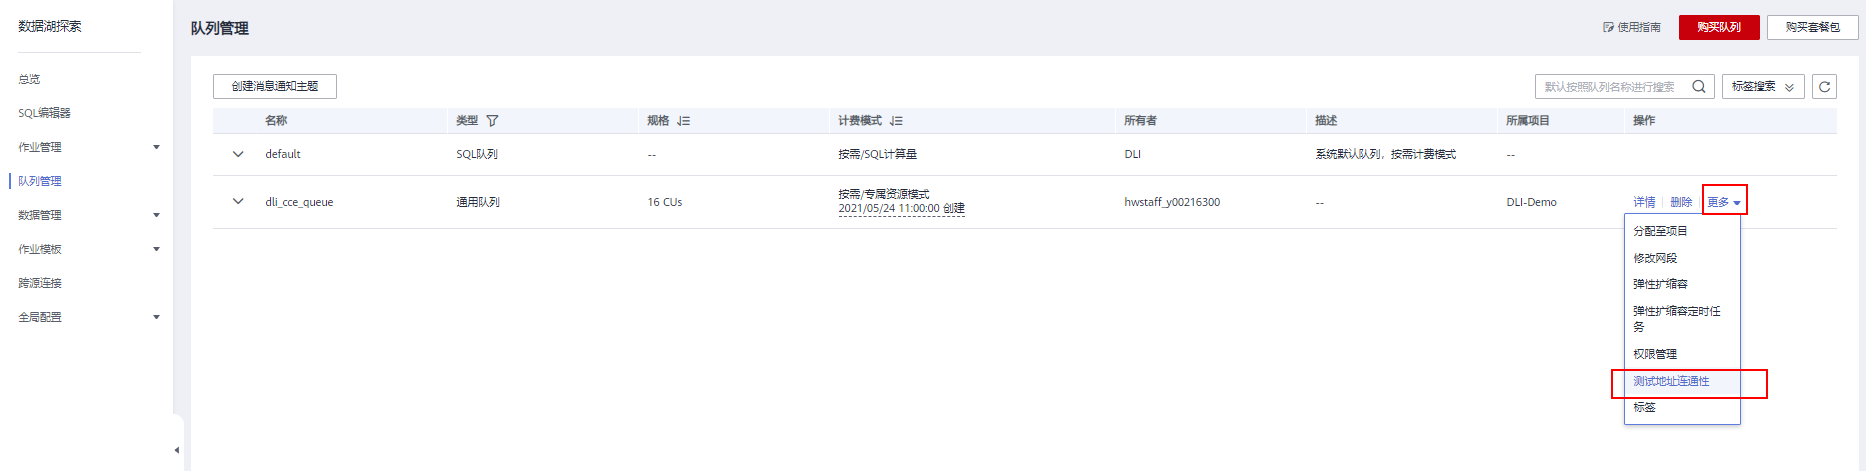 数据湖探索
总览
SQL编辑器
作业管理
队列管理
数据管理
作业模板
跨源连接
全局配置
队列管理
使用指南
购买队列
购买套餐包
创建消息通知主题
默认按照队列名称进行搜索
标签搜索
名称 类型 规格 计费模式 所有者 描述 所属项目 操作
default SQL队列 -- 按需/SQL计算量 DLI 系统默认队列，按需计费模式 --
dli_cce_queue 通用队列 16 CUs 按需/专属资源模式 hwstaff_y00216300 -- DLI-Demo 详情 删除 更多
2021/05/24 11:00:00 创建
分配至项目
修改网段
弹性扩缩容
弹性扩缩容定时任
务
权限管理
测试地址连通性
标签